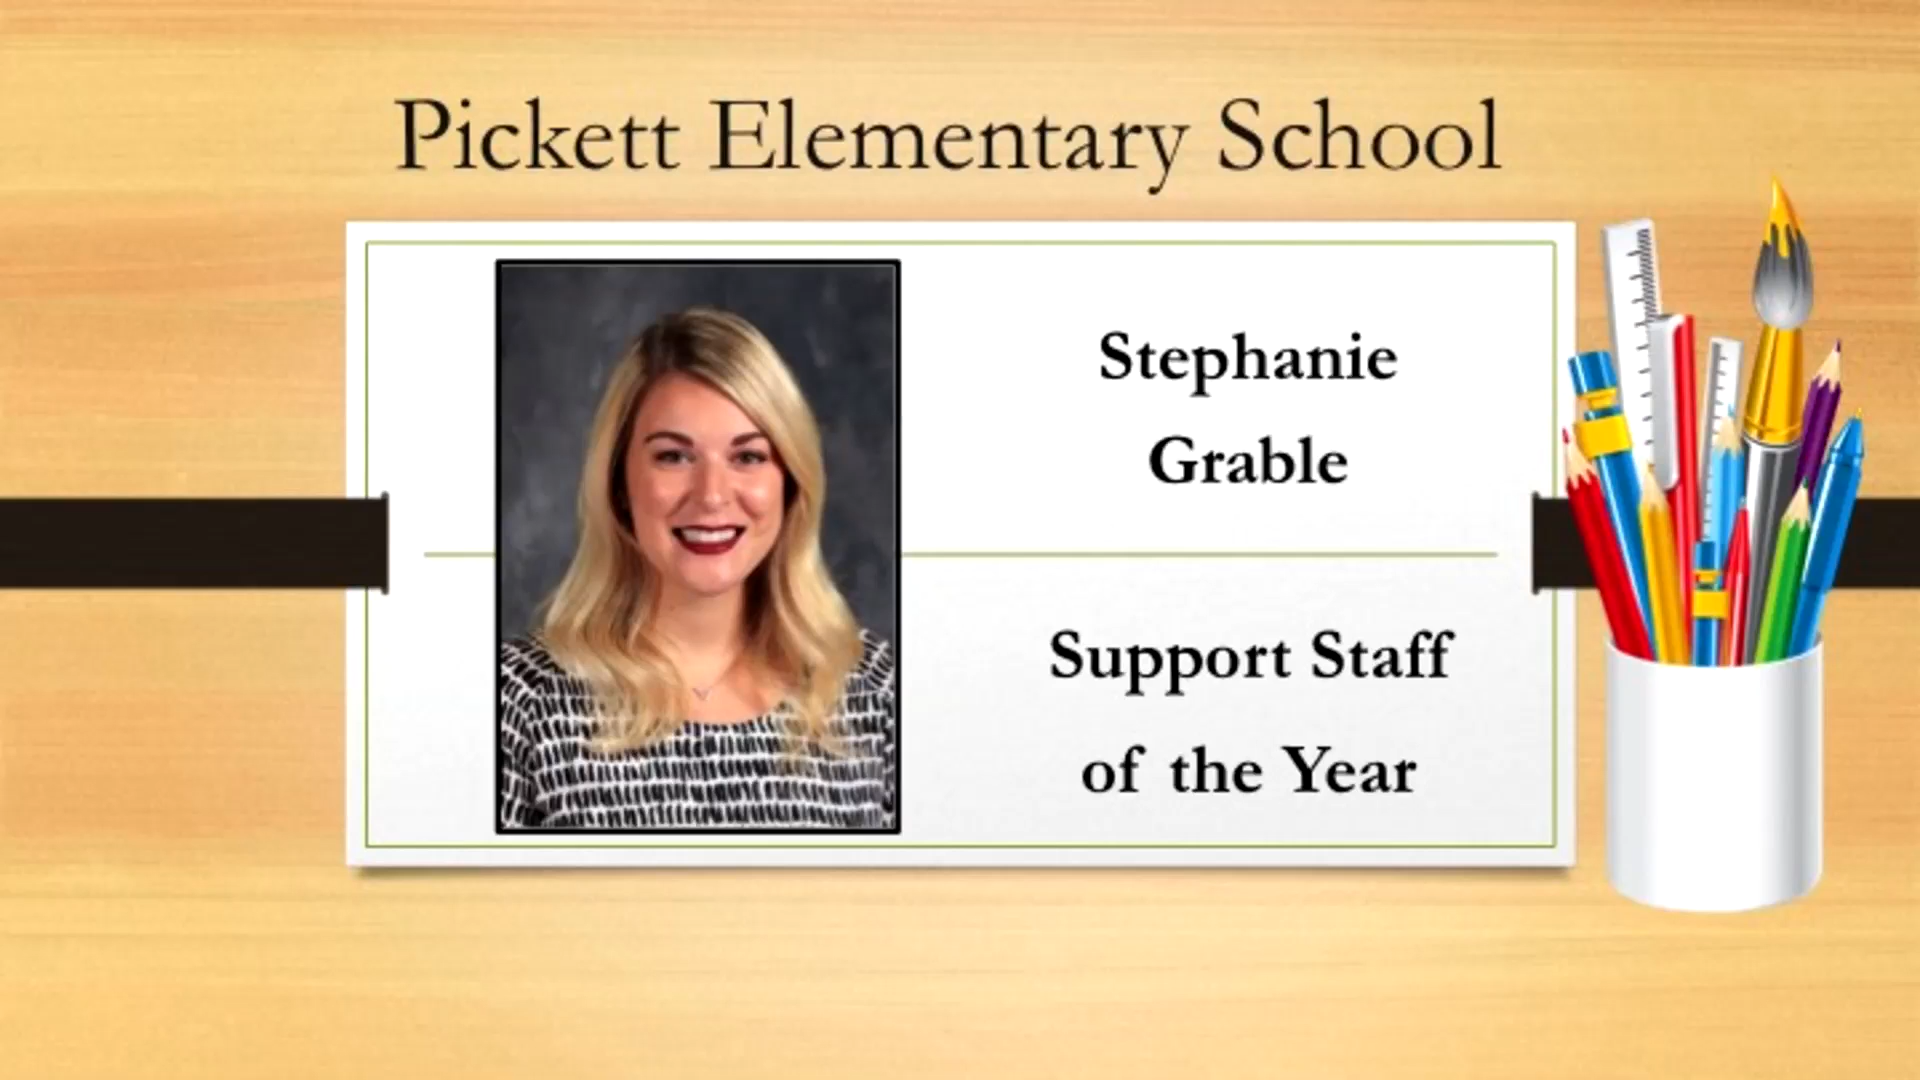 Pickett Elementary School
Stephanie
Grable
Support Staff
of the Year